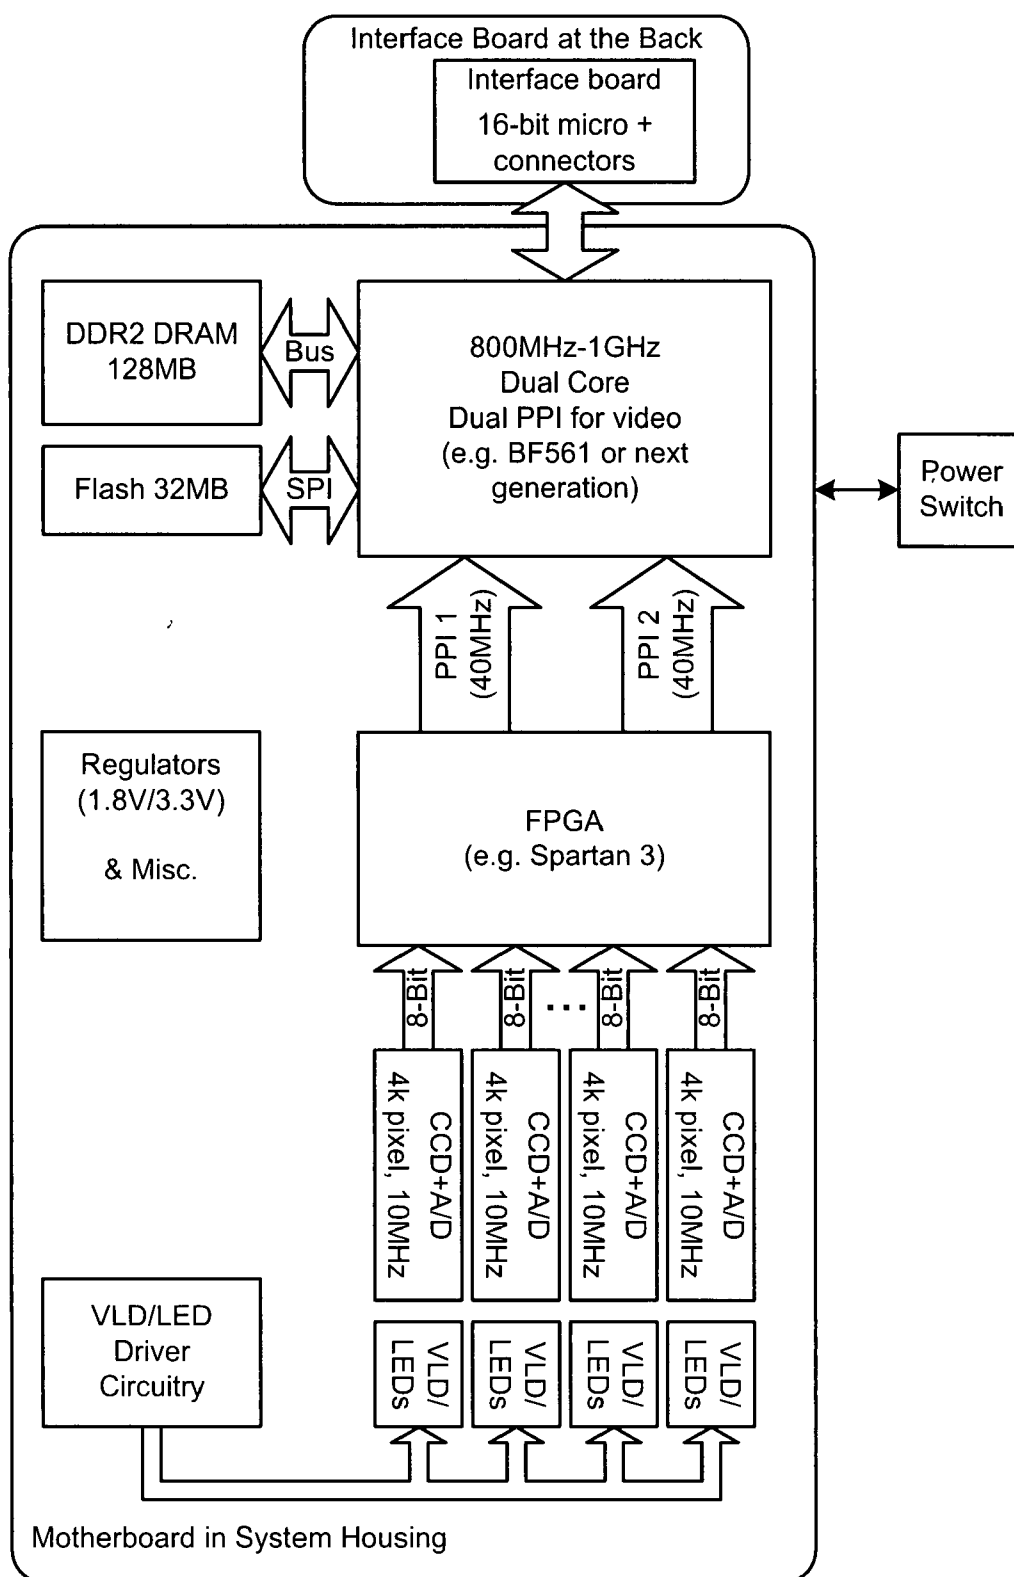 Interface Board at the Back
Interface board
16-bit micro +
connectors
DDR2 DRAM
128MB
Bus
800MHz-1GHz
Dual Core
Dual PPI for video
(e.g. BF561 or next
generation)
Flash 32MB
SPI
Power
Switch
PPI 1
(40MHz)
PPI 2
(40MHz)
Regulators
(1.8V/3.3V)
& Misc.
FPGA
(e.g. Spartan 3)
8-Bit
8-Bit
...
8-Bit
8-Bit
CCD+A/D
4k pixel, 10MHz
CCD+A/D
4k pixel, 10MHz
CCD+A/D
4k pixel, 10MHz
CCD+A/D
4k pixel, 10MHz
VLD/LED
Driver
Circuitry
VLD/
LEDs
VLD/
LEDs
VLD/
LEDs
VLD/
LEDs
Motherboard in System Housing